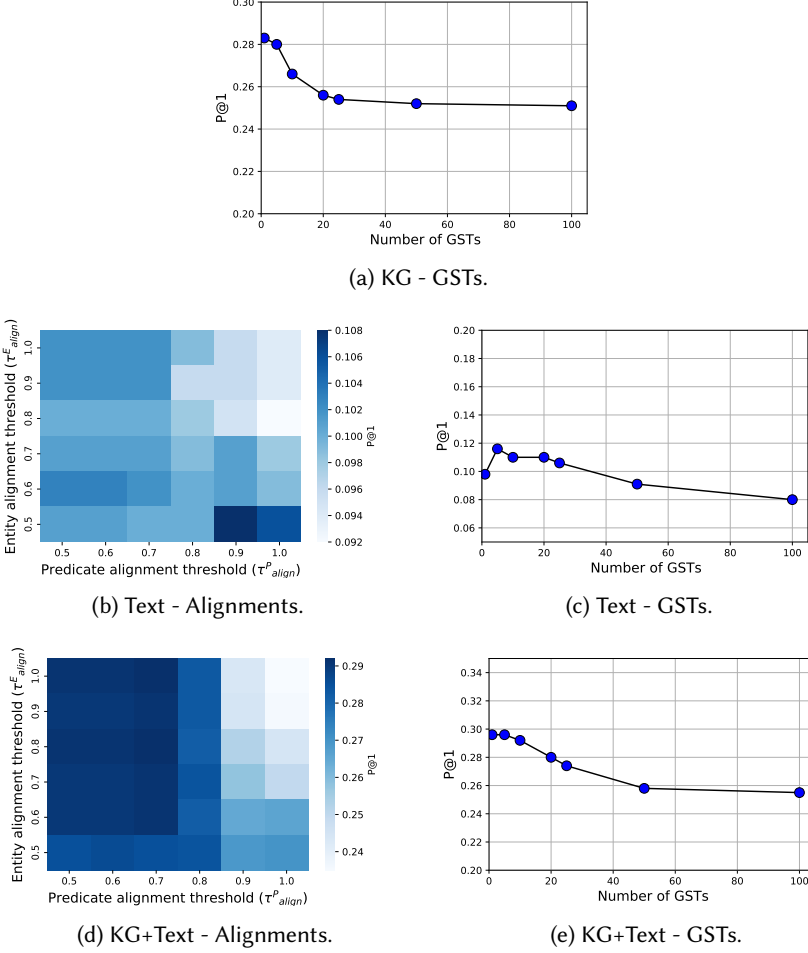 0.30
0.28
0.26
0.24
0.22
0.20
P@1
0 20 40 60 80 100
Number of GSTs
(a) KG - GSTs.
Entity alignment threshold (τ^E_align)
1.0
0.9
0.8
0.7
0.6
0.5
0.5 0.6 0.7 0.8 0.9 1.0
Predicate alignment threshold (τ^P_align)
0.108
0.106
0.104
0.102
0.100
0.098
0.096
0.094
0.092
P@1
(b) Text - Alignments.
0.20
0.18
0.16
0.14
0.12
0.10
0.08
0.06
P@1
0 20 40 60 80 100
Number of GSTs
(c) Text - GSTs.
Entity alignment threshold (τ^E_align)
1.0
0.9
0.8
0.7
0.6
0.5
0.5 0.6 0.7 0.8 0.9 1.0
Predicate alignment threshold (τ^P_align)
0.29
0.28
0.27
0.26
0.25
0.24
P@1
(d) KG+Text - Alignments.
0.34
0.32
0.30
0.28
0.26
0.24
0.22
0.20
P@1
0 20 40 60 80 100
Number of GSTs
(e) KG+Text - GSTs.